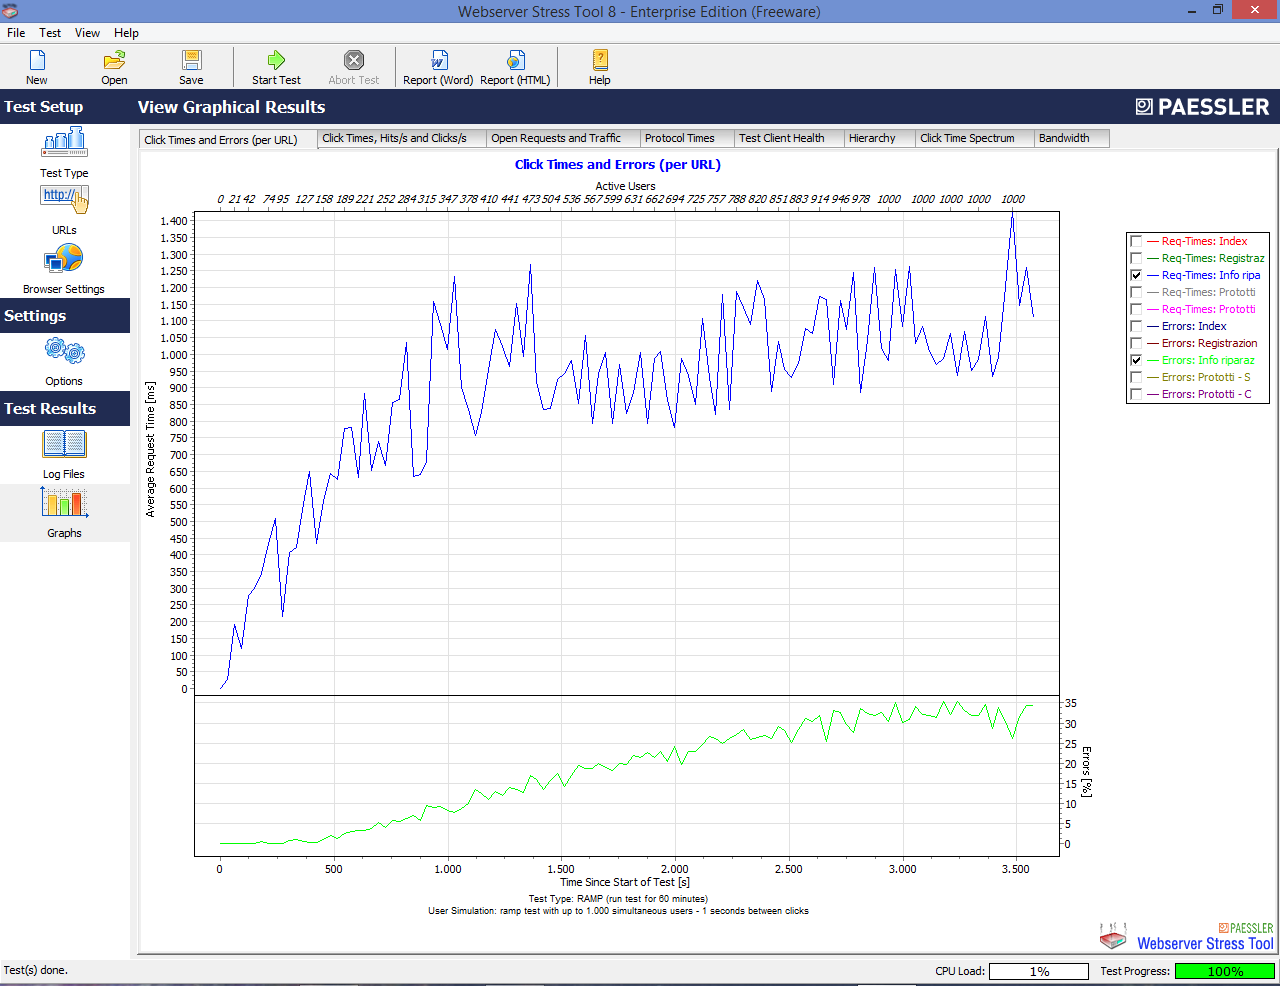 Webserver Stress Tool 8 - Enterprise Edition (Freeware)
File Test View Help
New Open Save Start Test Abort Test Report (Word) Report (HTML) Help
Test Setup
View Graphical Results
PAESSLER
Test Type
http://
URLs
Browser Settings
Settings
Options
Test Results
Log Files
Graphs
Click Times and Errors (per URL) Click Times, Hits/s and Clicks/s Open Requests and Traffic Protocol Times Test Client Health Hierarchy Click Time Spectrum Bandwidth
Click Times and Errors (per URL)
Active Users
0 21 42 74 95 127 158 189 221 252 284 315 347 378 410 441 473 504 536 567 599 631 662 694 725 757 788 820 851 883 914 946 978 1000 1000 1000 1000 1000
1.400
1.350
1.300
1.250
1.200
1.150
1.100
1.050
1.000
950
900
850
800
750
700
650
600
550
500
450
400
350
300
250
200
150
100
50
0
Average Request Time [ms]
35
30
25
20
15
10
5
0
Errors [%]
0 500 1.000 1.500 2.000 2.500 3.000 3.500
Time Since Start of Test [s]
Test Type: RAMP (run test for 60 minutes)
User Simulation: ramp test with up to 1.000 simultaneous users - 1 seconds between clicks
Req-Times: Index
Req-Times: Registraz
Req-Times: Info ripa
Req-Times: Prototti
Req-Times: Prototti
Errors: Index
Errors: Registrazion
Errors: Info riparaz
Errors: Prototti - S
Errors: Prototti - C
PAESSLER
Webserver Stress Tool
Test(s) done.
CPU Load: 1% Test Progress: 100%